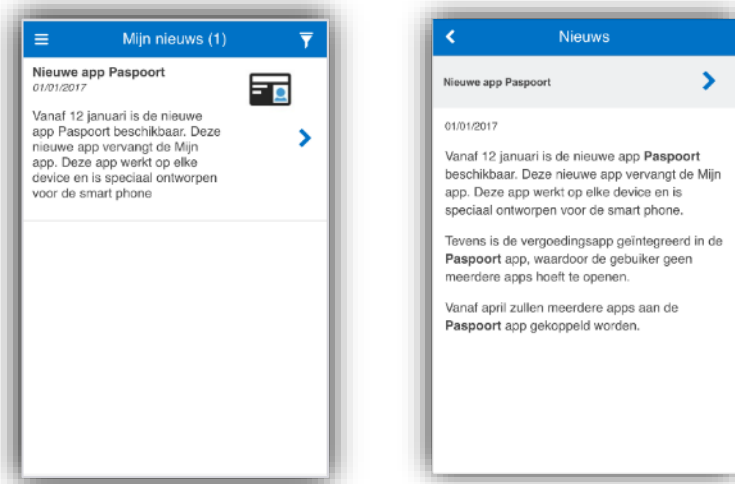 Mijn nieuws (1)
Nieuwe app Paspoort
01/01/2017
Vanaf 12 januari is de nieuwe
app Paspoort beschikbaar. Deze
nieuwe app vervangt de Mijn
app. Deze app werkt op elke
device en is speciaal ontworpen
voor de smart phone
Nieuws
Nieuwe app Paspoort
01/01/2017
Vanaf 12 januari is de nieuwe app Paspoort
beschikbaar. Deze nieuwe app vervangt de Mijn
app. Deze app werkt op elke device en is
speciaal ontworpen voor de smart phone.
Tevens is de vergoedingsapp geïntegreerd in de
Paspoort app, waardoor de gebuiker geen
meerdere apps hoeft te openen.
Vanaf april zullen meerdere apps aan de
Paspoort app gekoppeld worden.